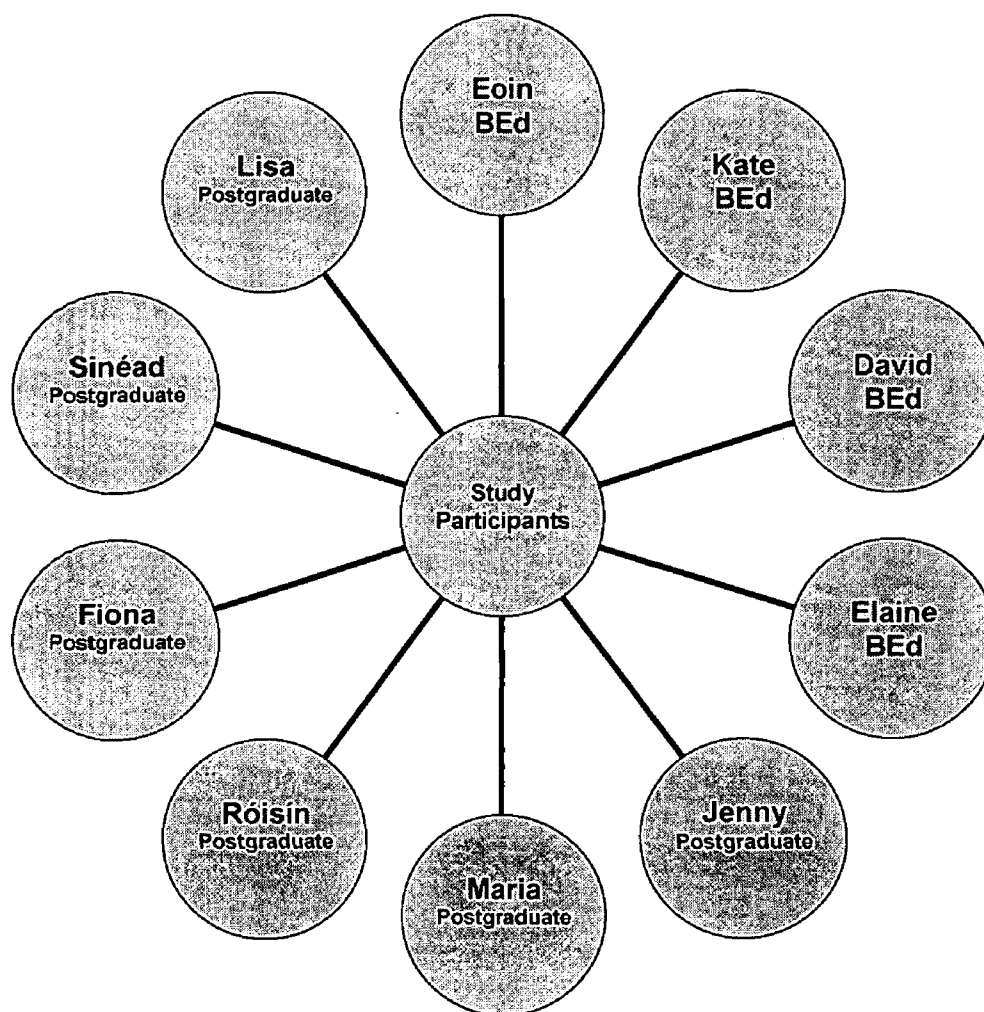 Eoin
BEd
Kate
BEd
David
BEd
Elaine
BEd
Jenny
Postgraduate
Maria
Postgraduate
Róisín
Postgraduate
Fiona
Postgraduate
Sinéad
Postgraduate
Lisa
Postgraduate
Study
Participants